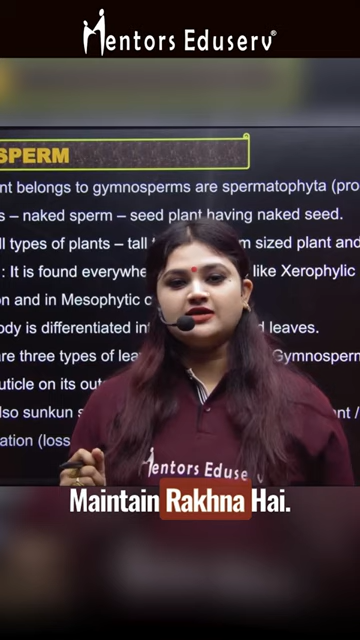 Mentors Eduserv®
SPERM
nt belongs to gymnosperms are spermatophyta (pro
s – naked sperm – seed plant having naked seed.
ll types of plants – tall m sized plant and
: It is found everywhe like Xerophylic
on and in Mesophytic c
ody is differentiated in d leaves.
are three types of lea Gymnosperm
uticle on its out
lso sunkun s nt /
ation (loss
Mentors Eduserv
Maintain Rakhna Hai.